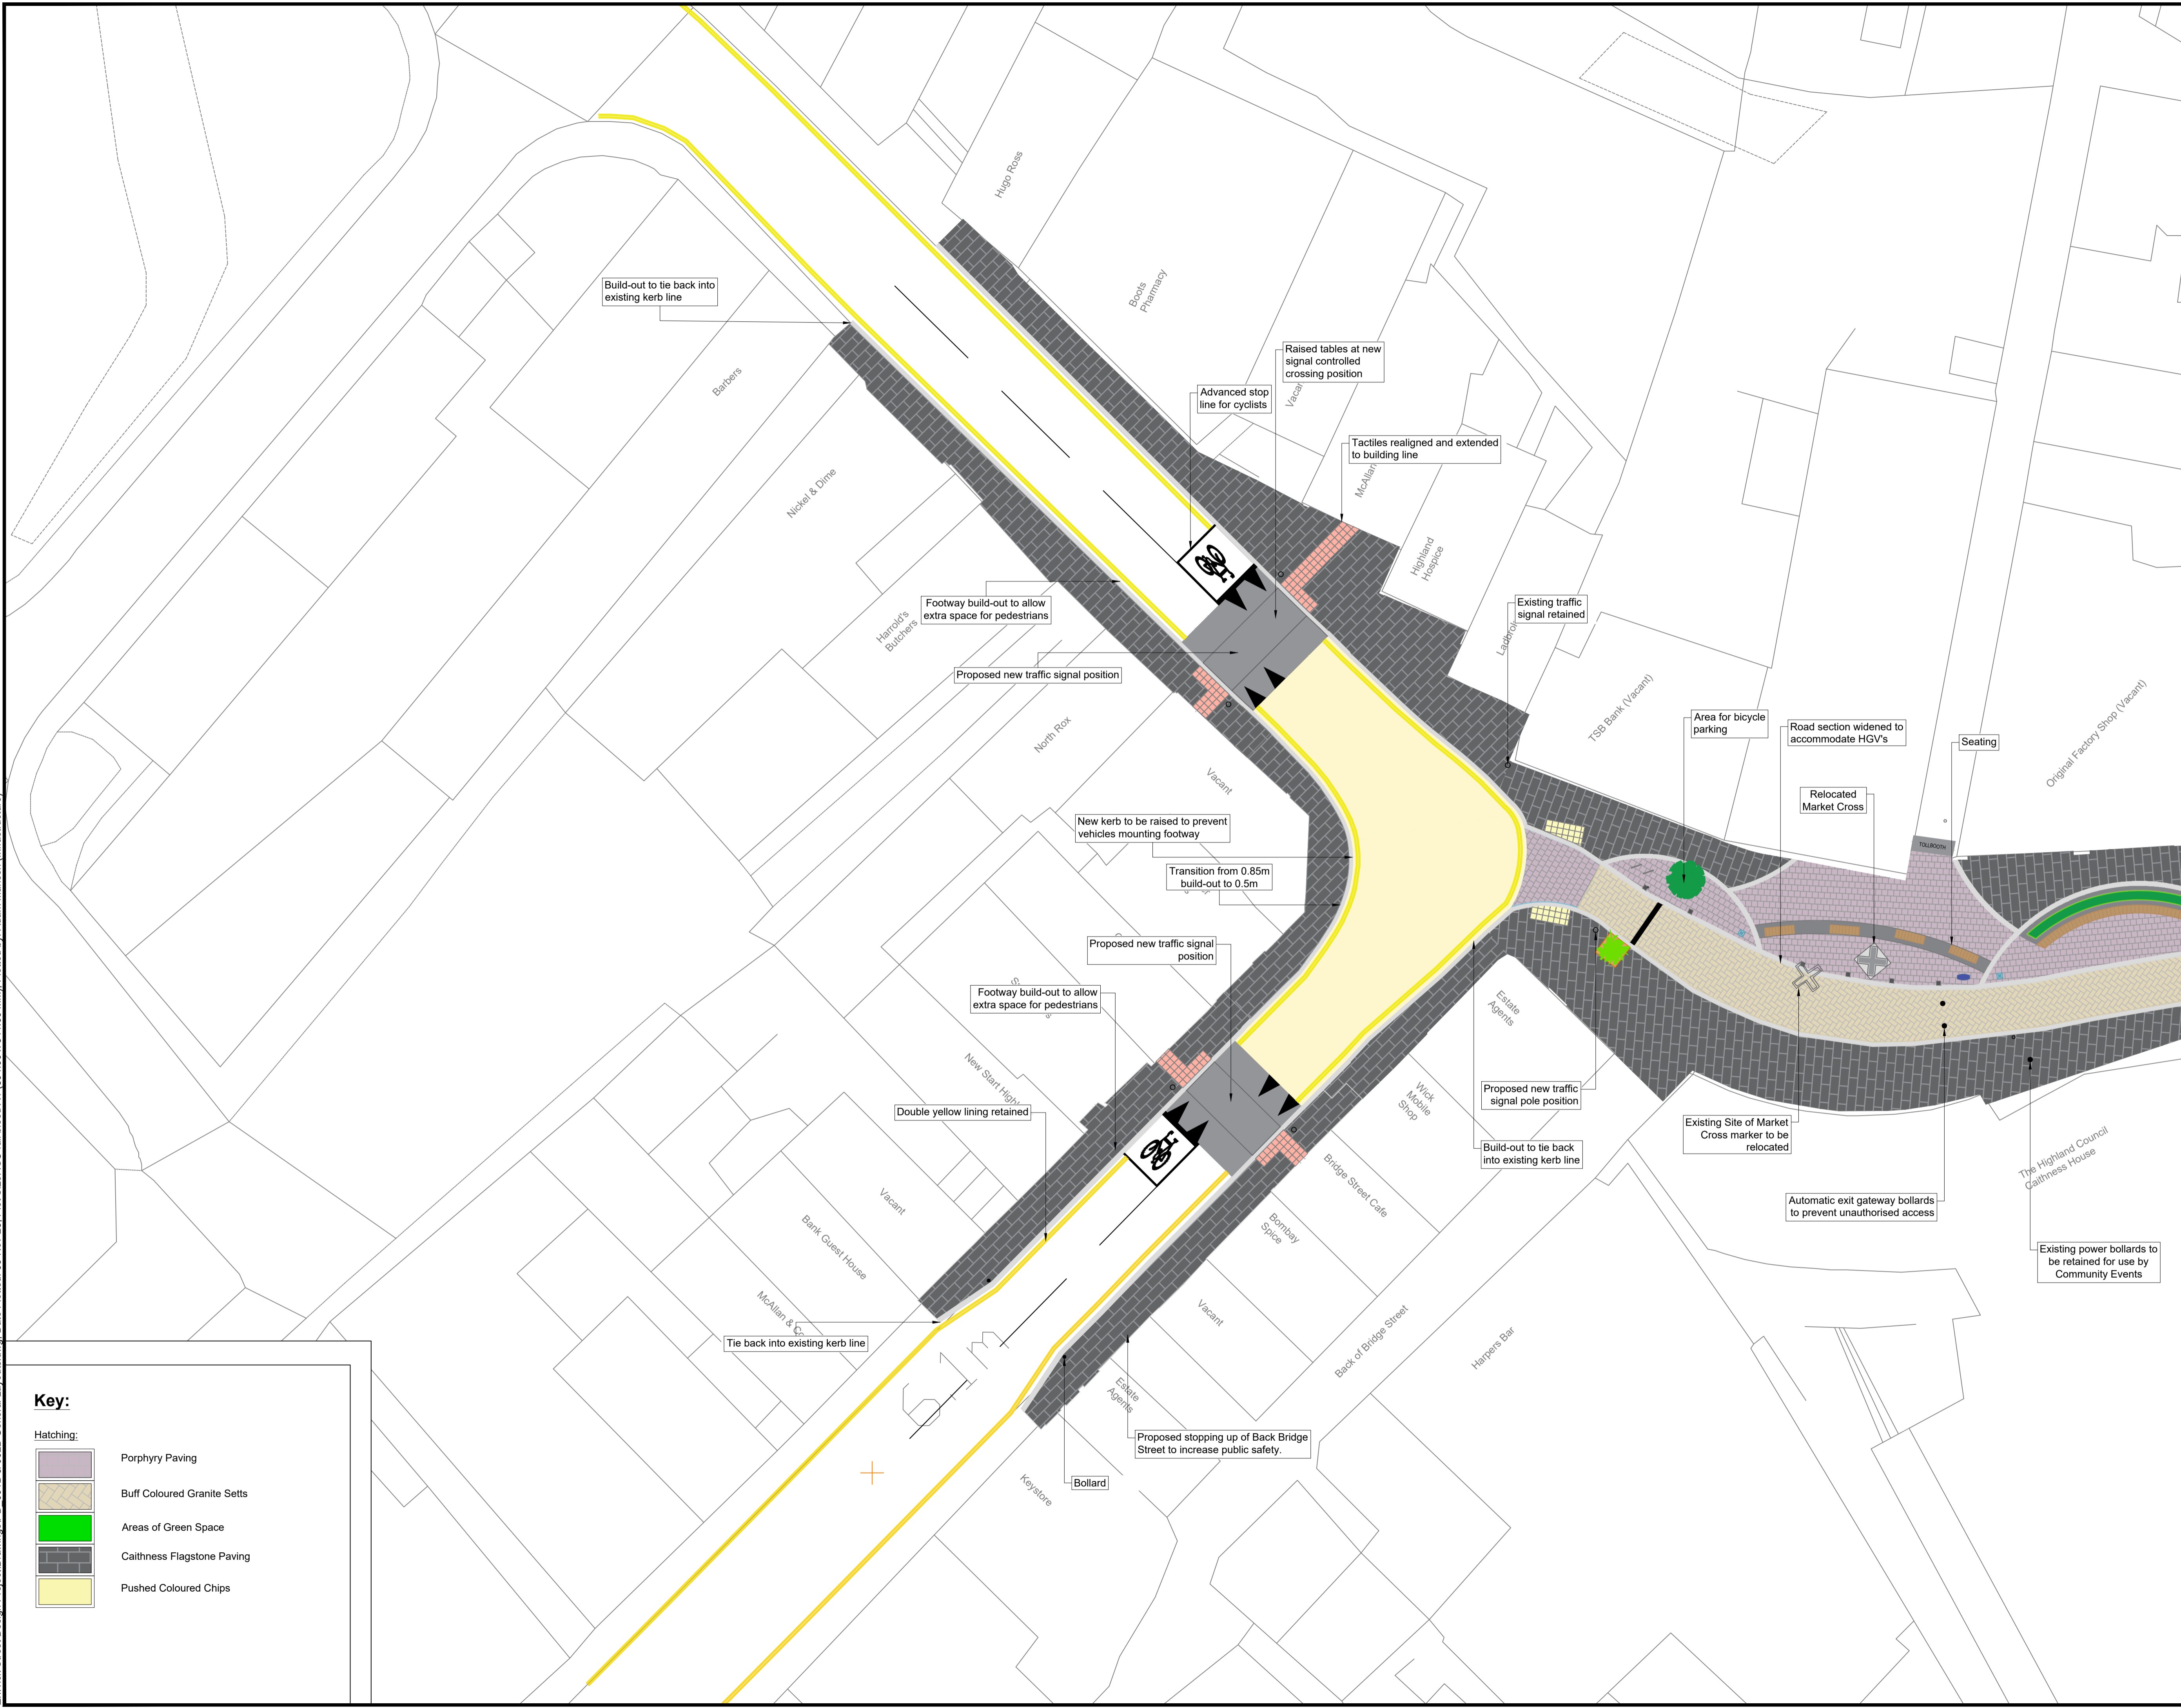 Hugo Ross
Boots
Pharmacy
Build-out to tie back into
existing kerb line
Raised tables at new
signal controlled
crossing position
Barbers
Advanced stop
line for cyclists
Tactiles realigned and extended
to building line
McAllan
Nickel & Dime
Highland
Hospice
Footway build-out to allow
extra space for pedestrians
Existing traffic
signal retained
Harrold's
Butchers
Proposed new traffic signal position
North Rox
Vacant
TSB Bank (Vacant)
Area for bicycle
parking
Road section widened to
accommodate HGV's
Seating
Original Factory Shop (Vacant)
Relocated
Market Cross
New kerb to be raised to prevent
vehicles mounting footway
TOLLBOOTH
Transition from 0.85m
build-out to 0.5m
Proposed new traffic signal
position
Footway build-out to allow
extra space for pedestrians
Estate
Agents
New Start
Double yellow lining retained
Wick
Mobile
Shop
Proposed new traffic
signal pole position
Existing Site of Market
Cross marker to be
relocated
Build-out to tie back
into existing kerb line
The Highland Council
Caithness House
Bridge Street Cafe
Vacant
Bank Guest House
Bombay
Spice
Automatic exit gateway bollards
to prevent unauthorised access
Existing power bollards to
be retained for use by
Community Events
McAllan &
Tie back into existing kerb line
Vacant
Back of Bridge Street
Harpers Bar
Estate
Agents
Proposed stopping up of Back Bridge
Street to increase public safety.
Keystore
Bollard
Key:
Hatching:
Porphyry Paving
Buff Coloured Granite Setts
Areas of Green Space
Caithness Flagstone Paving
Pushed Coloured Chips